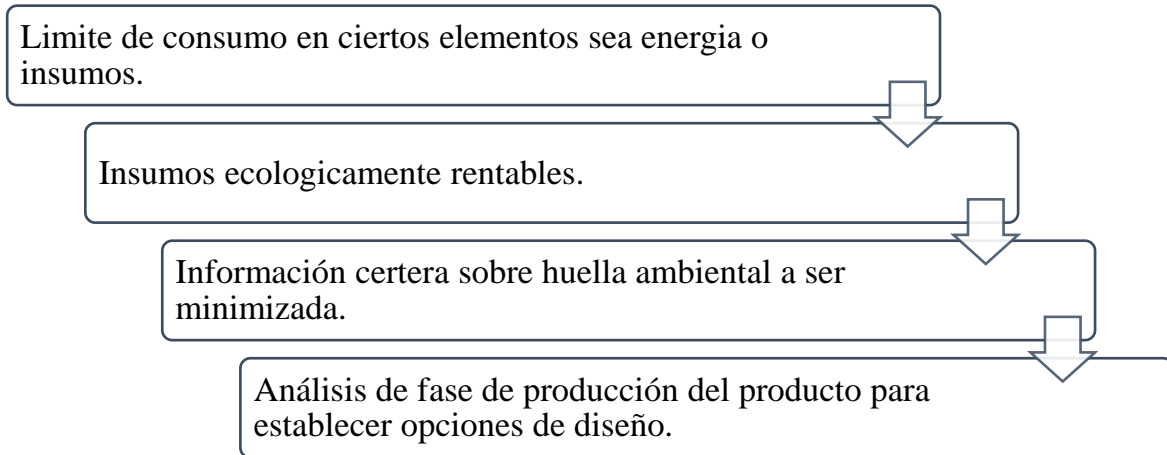 Limite de consumo en ciertos elementos sea energia o
insumos.
Insumos ecologicamente rentables.
Información certera sobre huella ambiental a ser
minimizada.
Análisis de fase de producción del producto para
establecer opciones de diseño.